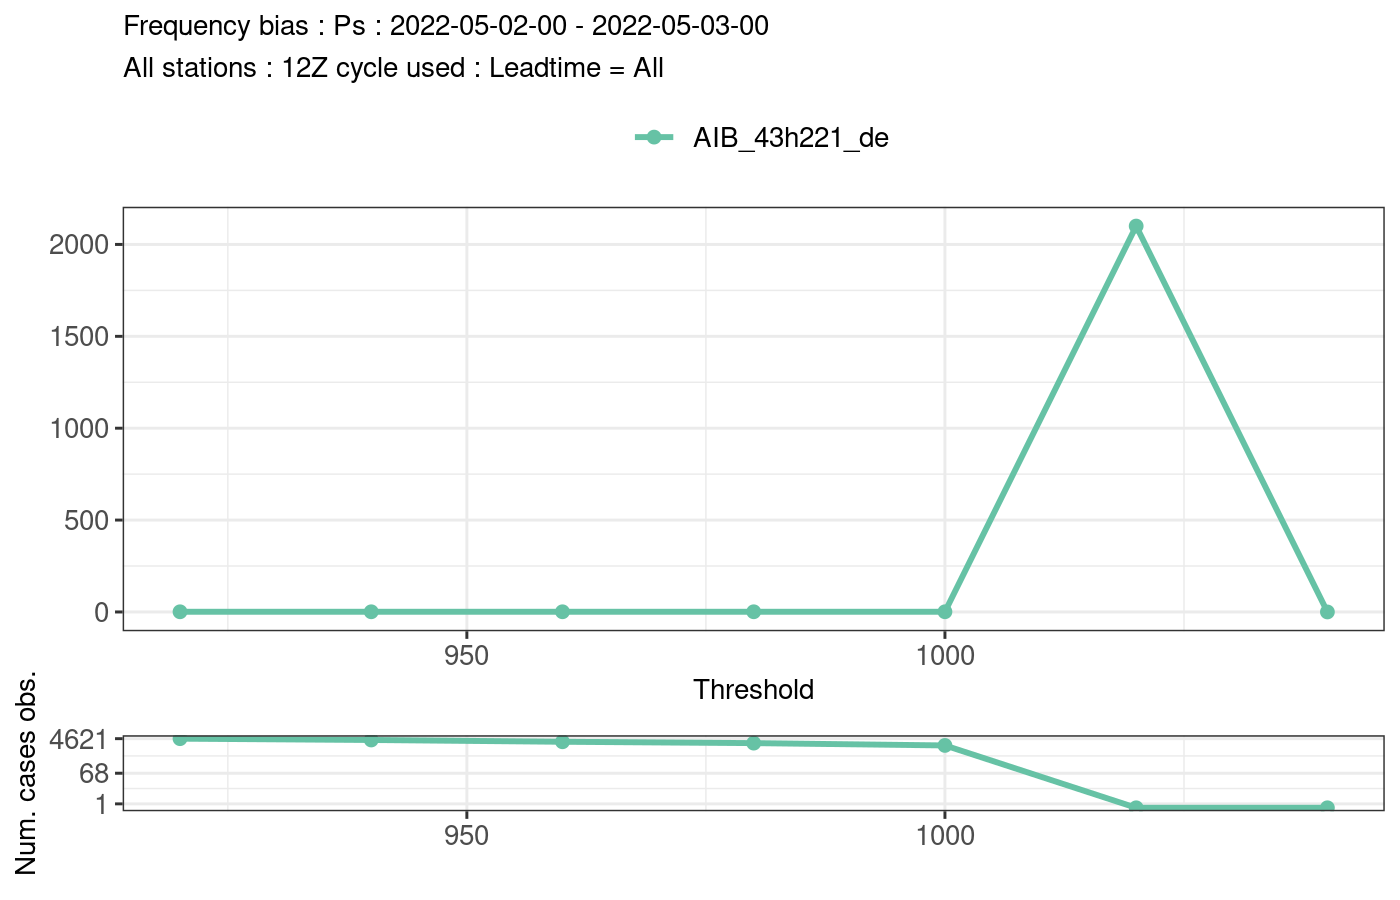 Frequency bias : Ps : 2022-05-02-00 - 2022-05-03-00
All stations : 12Z cycle used : Leadtime = All
AIB_43h221_de
2000
1500
1000
500
0
950
1000
Threshold
Num. cases obs.
4621
68
1
950
1000